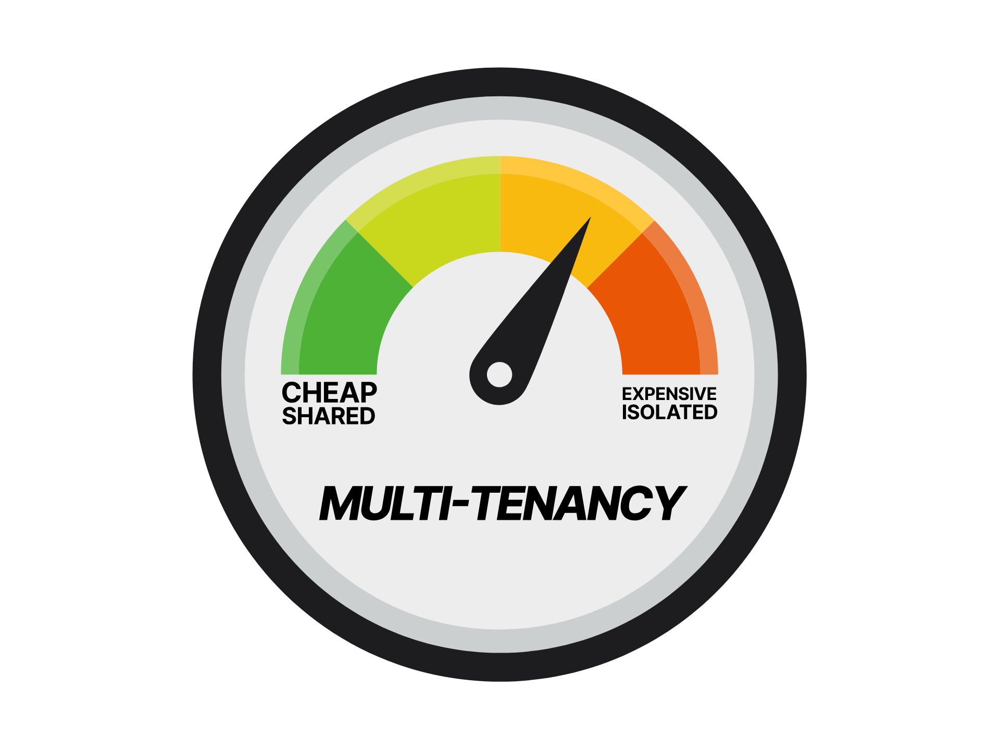 CHEAP
SHARED
EXPENSIVE
ISOLATED
MULTI-TENANCY